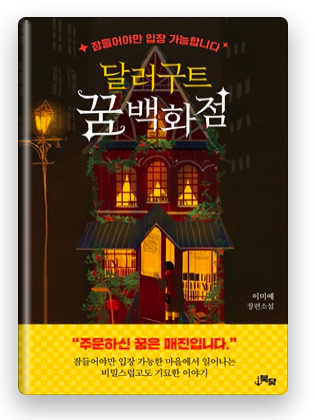 잠들어야만 입장 가능합니다
달러구트
꿈 백화점
이미예
장편소설
“주문하신 꿈은 매진입니다.”
잠들어야만 입장 가능한 마을에서 일어나는
비밀스럽고도 기묘한 이야기
북닻